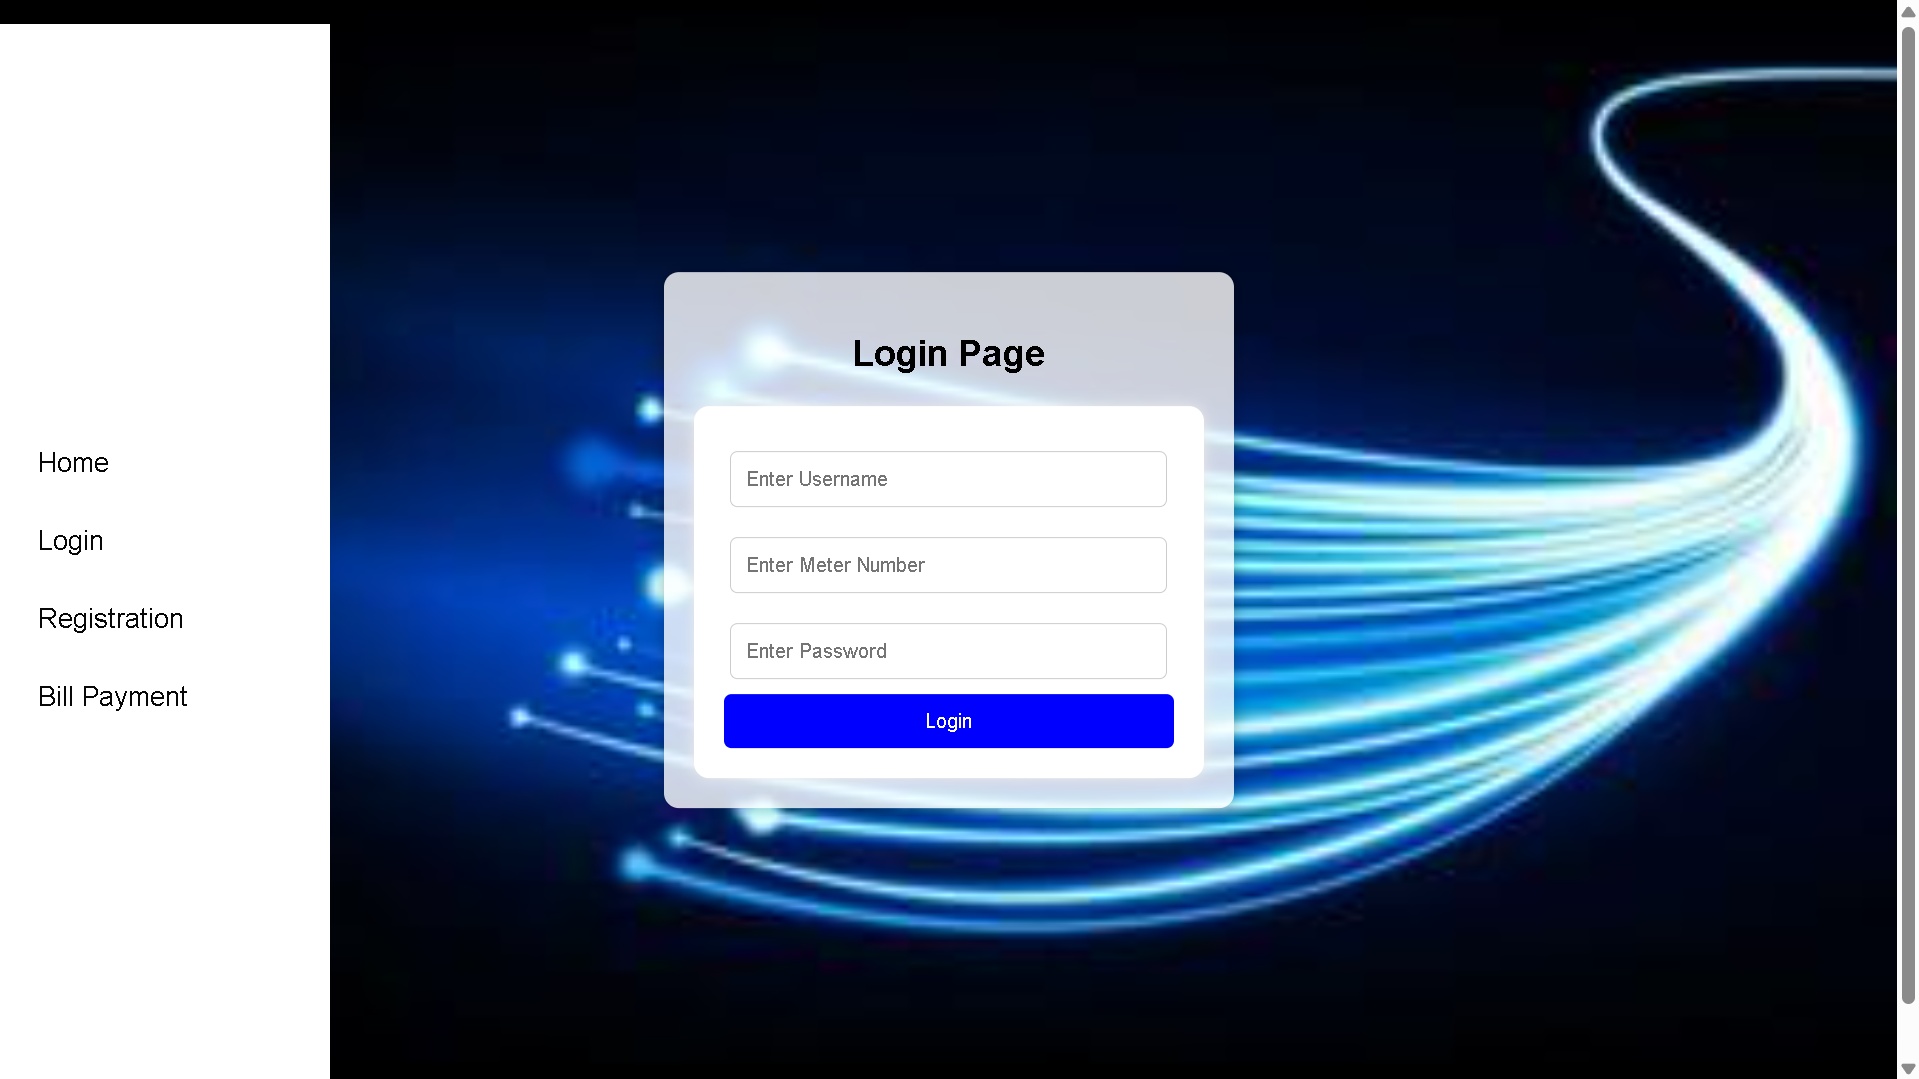 Home
Login
Registration
Bill Payment
Login Page
Enter Username
Enter Meter Number
Enter Password
Login